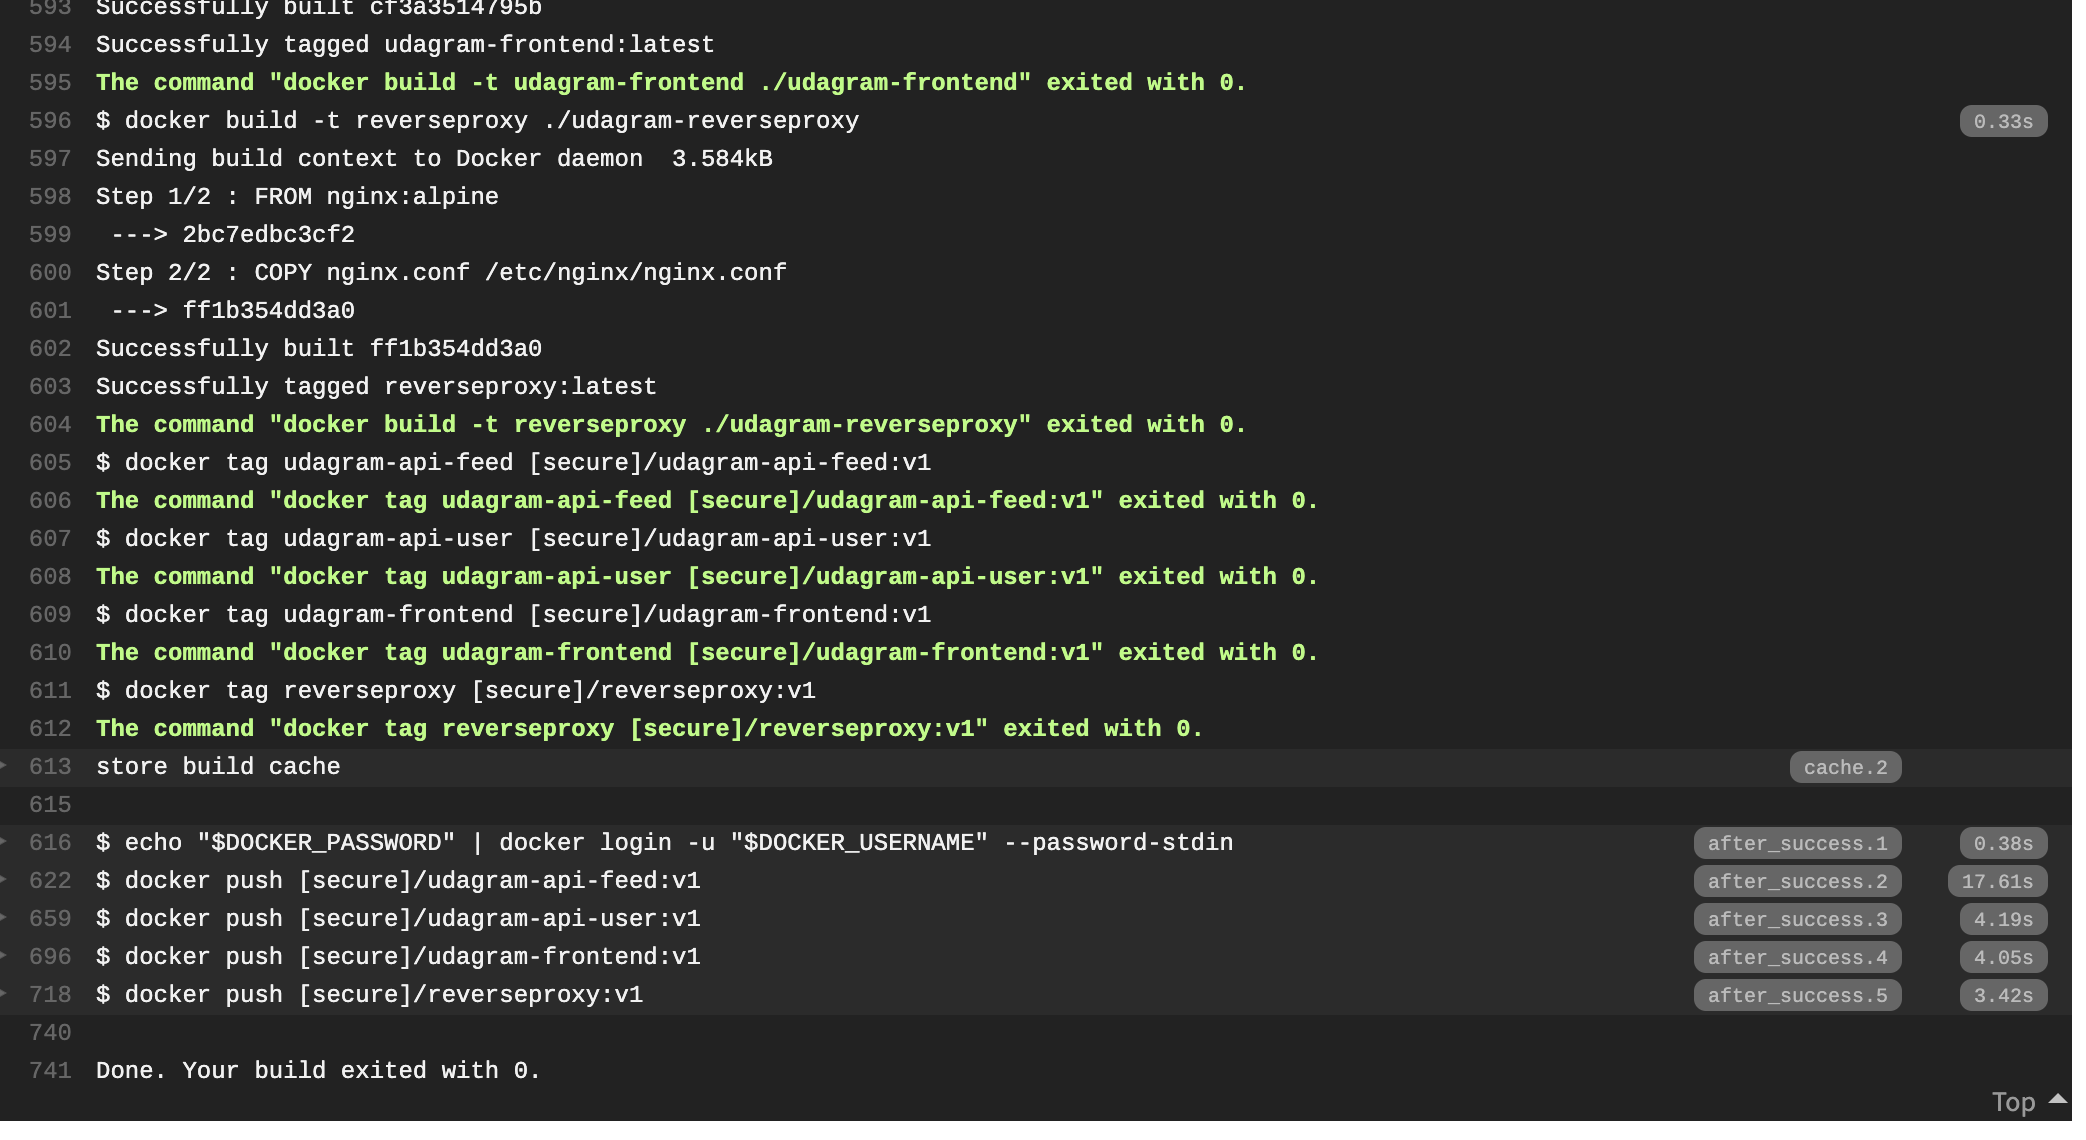 593 Successfully built cf3a3514795b
594 Successfully tagged udagram-frontend:latest
595 The command "docker build -t udagram-frontend ./udagram-frontend" exited with 0.
596 $ docker build -t reverseproxy ./udagram-reverseproxy 0.33s
597 Sending build context to Docker daemon  3.584kB
598 Step 1/2 : FROM nginx:alpine
599  ---> 2bc7edbc3cf2
600 Step 2/2 : COPY nginx.conf /etc/nginx/nginx.conf
601  ---> ff1b354dd3a0
602 Successfully built ff1b354dd3a0
603 Successfully tagged reverseproxy:latest
604 The command "docker build -t reverseproxy ./udagram-reverseproxy" exited with 0.
605 $ docker tag udagram-api-feed [secure]/udagram-api-feed:v1
606 The command "docker tag udagram-api-feed [secure]/udagram-api-feed:v1" exited with 0.
607 $ docker tag udagram-api-user [secure]/udagram-api-user:v1
608 The command "docker tag udagram-api-user [secure]/udagram-api-user:v1" exited with 0.
609 $ docker tag udagram-frontend [secure]/udagram-frontend:v1
610 The command "docker tag udagram-frontend [secure]/udagram-frontend:v1" exited with 0.
611 $ docker tag reverseproxy [secure]/reverseproxy:v1
612 The command "docker tag reverseproxy [secure]/reverseproxy:v1" exited with 0.
613 store build cache cache.2
615
616 $ echo "$DOCKER_PASSWORD" | docker login -u "$DOCKER_USERNAME" --password-stdin after_success.1 0.38s
622 $ docker push [secure]/udagram-api-feed:v1 after_success.2 17.61s
659 $ docker push [secure]/udagram-api-user:v1 after_success.3 4.19s
696 $ docker push [secure]/udagram-frontend:v1 after_success.4 4.05s
718 $ docker push [secure]/reverseproxy:v1 after_success.5 3.42s
740
741 Done. Your build exited with 0.
Top